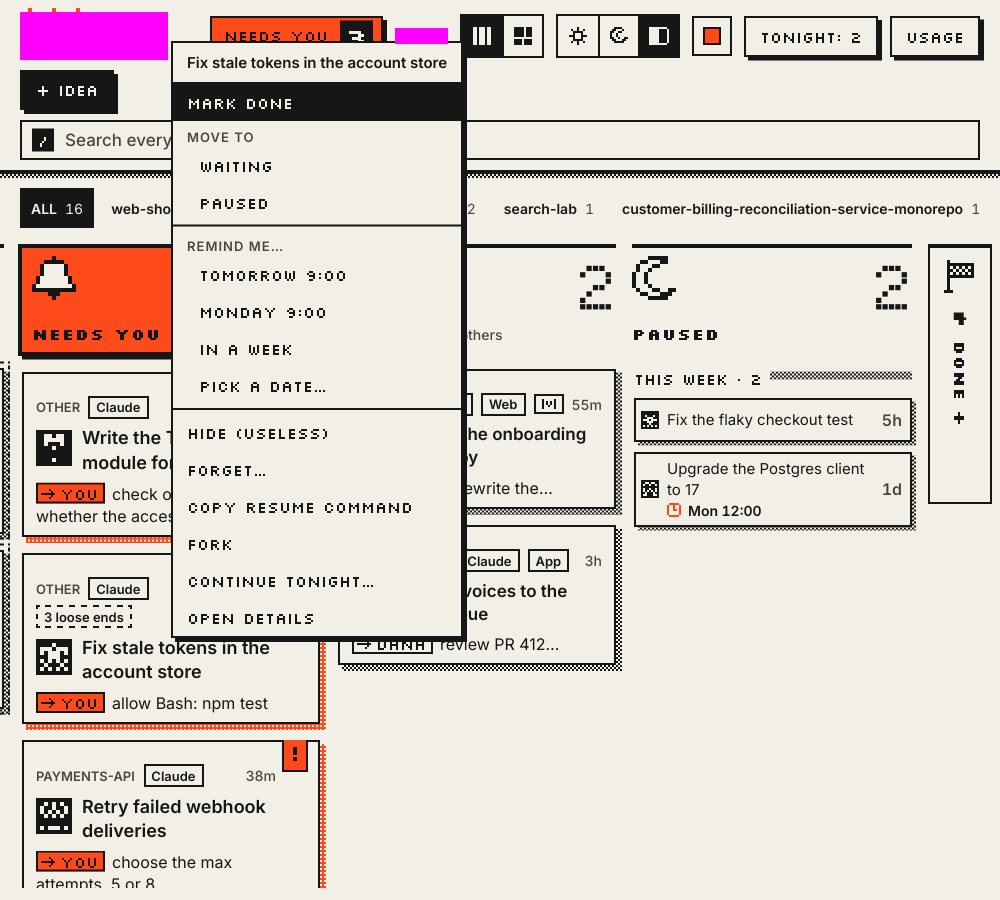 NEEDS YOU 3
TONIGHT: 2
USAGE
+ IDEA
/ Search every
ALL 16
web-sho
2
search-lab 1
customer-billing-reconciliation-service-monorepo 1
Fix stale tokens in the account store
MARK DONE
MOVE TO
WAITING
PAUSED
REMIND ME…
TOMORROW 9:00
MONDAY 9:00
IN A WEEK
PICK A DATE…
HIDE (USELESS)
FORGET…
COPY RESUME COMMAND
FORK
CONTINUE TONIGHT…
OPEN DETAILS
NEEDS YOU
OTHER Claude
Write the
module fo
→ YOU check o
whether the acces
OTHER Claude
3 loose ends
Fix stale tokens in the
account store
→ YOU allow Bash: npm test
!
PAYMENTS-API Claude 38m
Retry failed webhook
deliveries
→ YOU choose the max
attempts, 5 or 8
2
others
Web 55m
he onboarding
ewrite the…
Claude App 3h
voices to the
ue
→ DANA review PR 412…
2
PAUSED
THIS WEEK · 2
Fix the flaky checkout test 5h
Upgrade the Postgres client
to 17 1d
Mon 12:00
4 DONE +